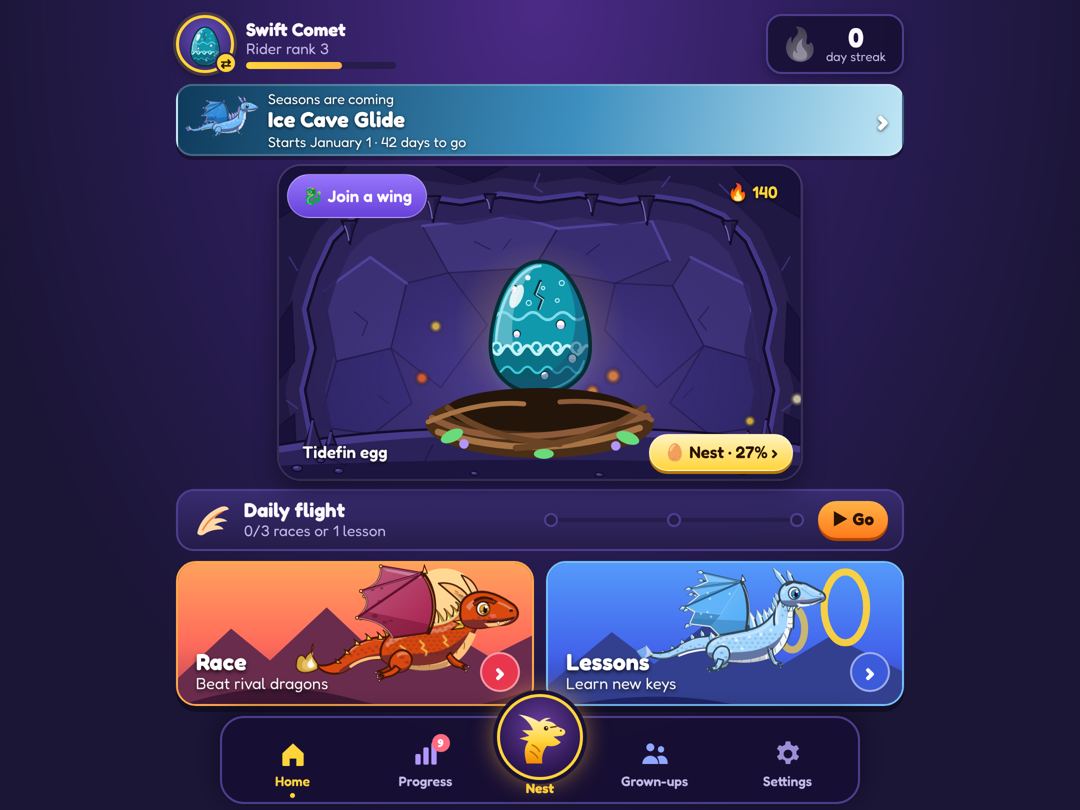 Swift Comet
Rider rank 3
0
day streak
Seasons are coming
Ice Cave Glide
Starts January 1 · 42 days to go
Join a wing
140
Tidefin egg
Nest · 27% ›
Daily flight
0/3 races or 1 lesson
Go
Race
Beat rival dragons
Lessons
Learn new keys
Home
9
Progress
Nest
Grown-ups
Settings